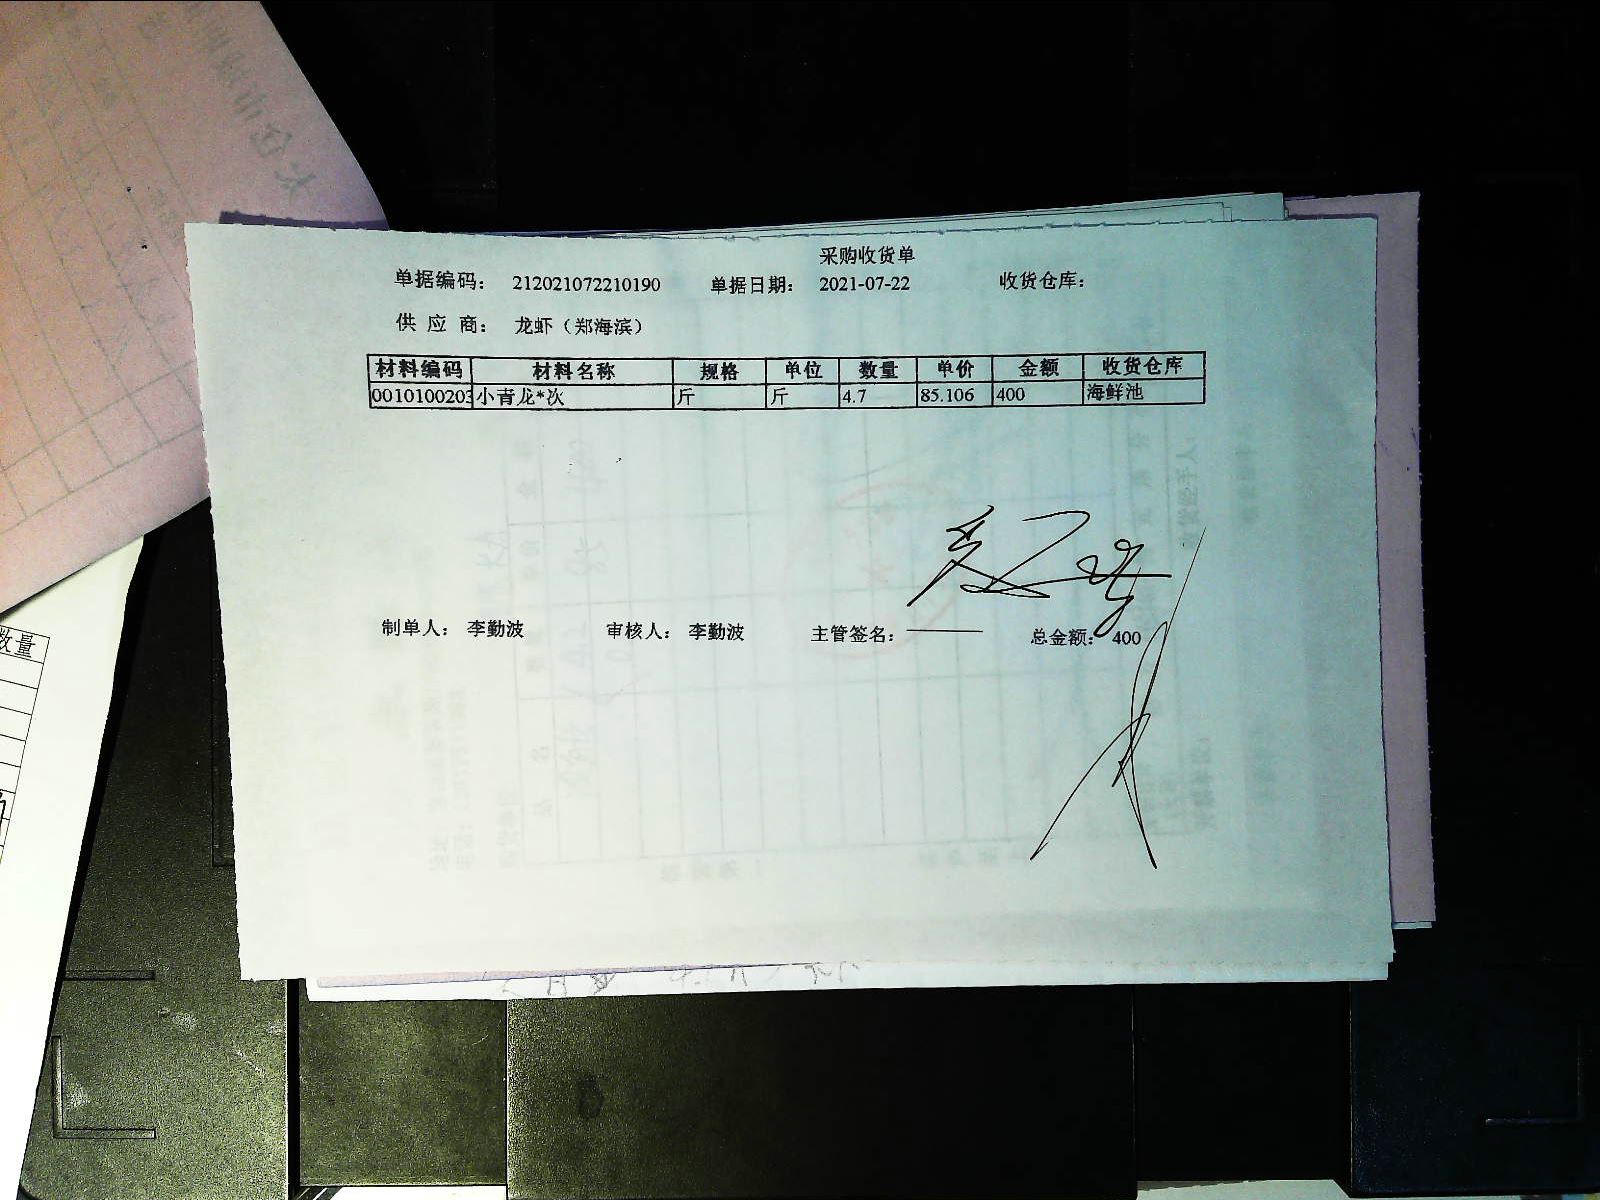 采购收货单
单据编码： 212021072210190 单据日期： 2021-07-22 收货仓库：
供 应 商： 龙虾（郑海滨）
材料编码 材料名称 规格 单位 数量 单价 金额 收货仓库
0010100203 小青龙*次 斤 斤 4.7 85.106 400 海鲜池
制单人： 李勤波 审核人： 李勤波 主管签名： 总金额： 400
数量